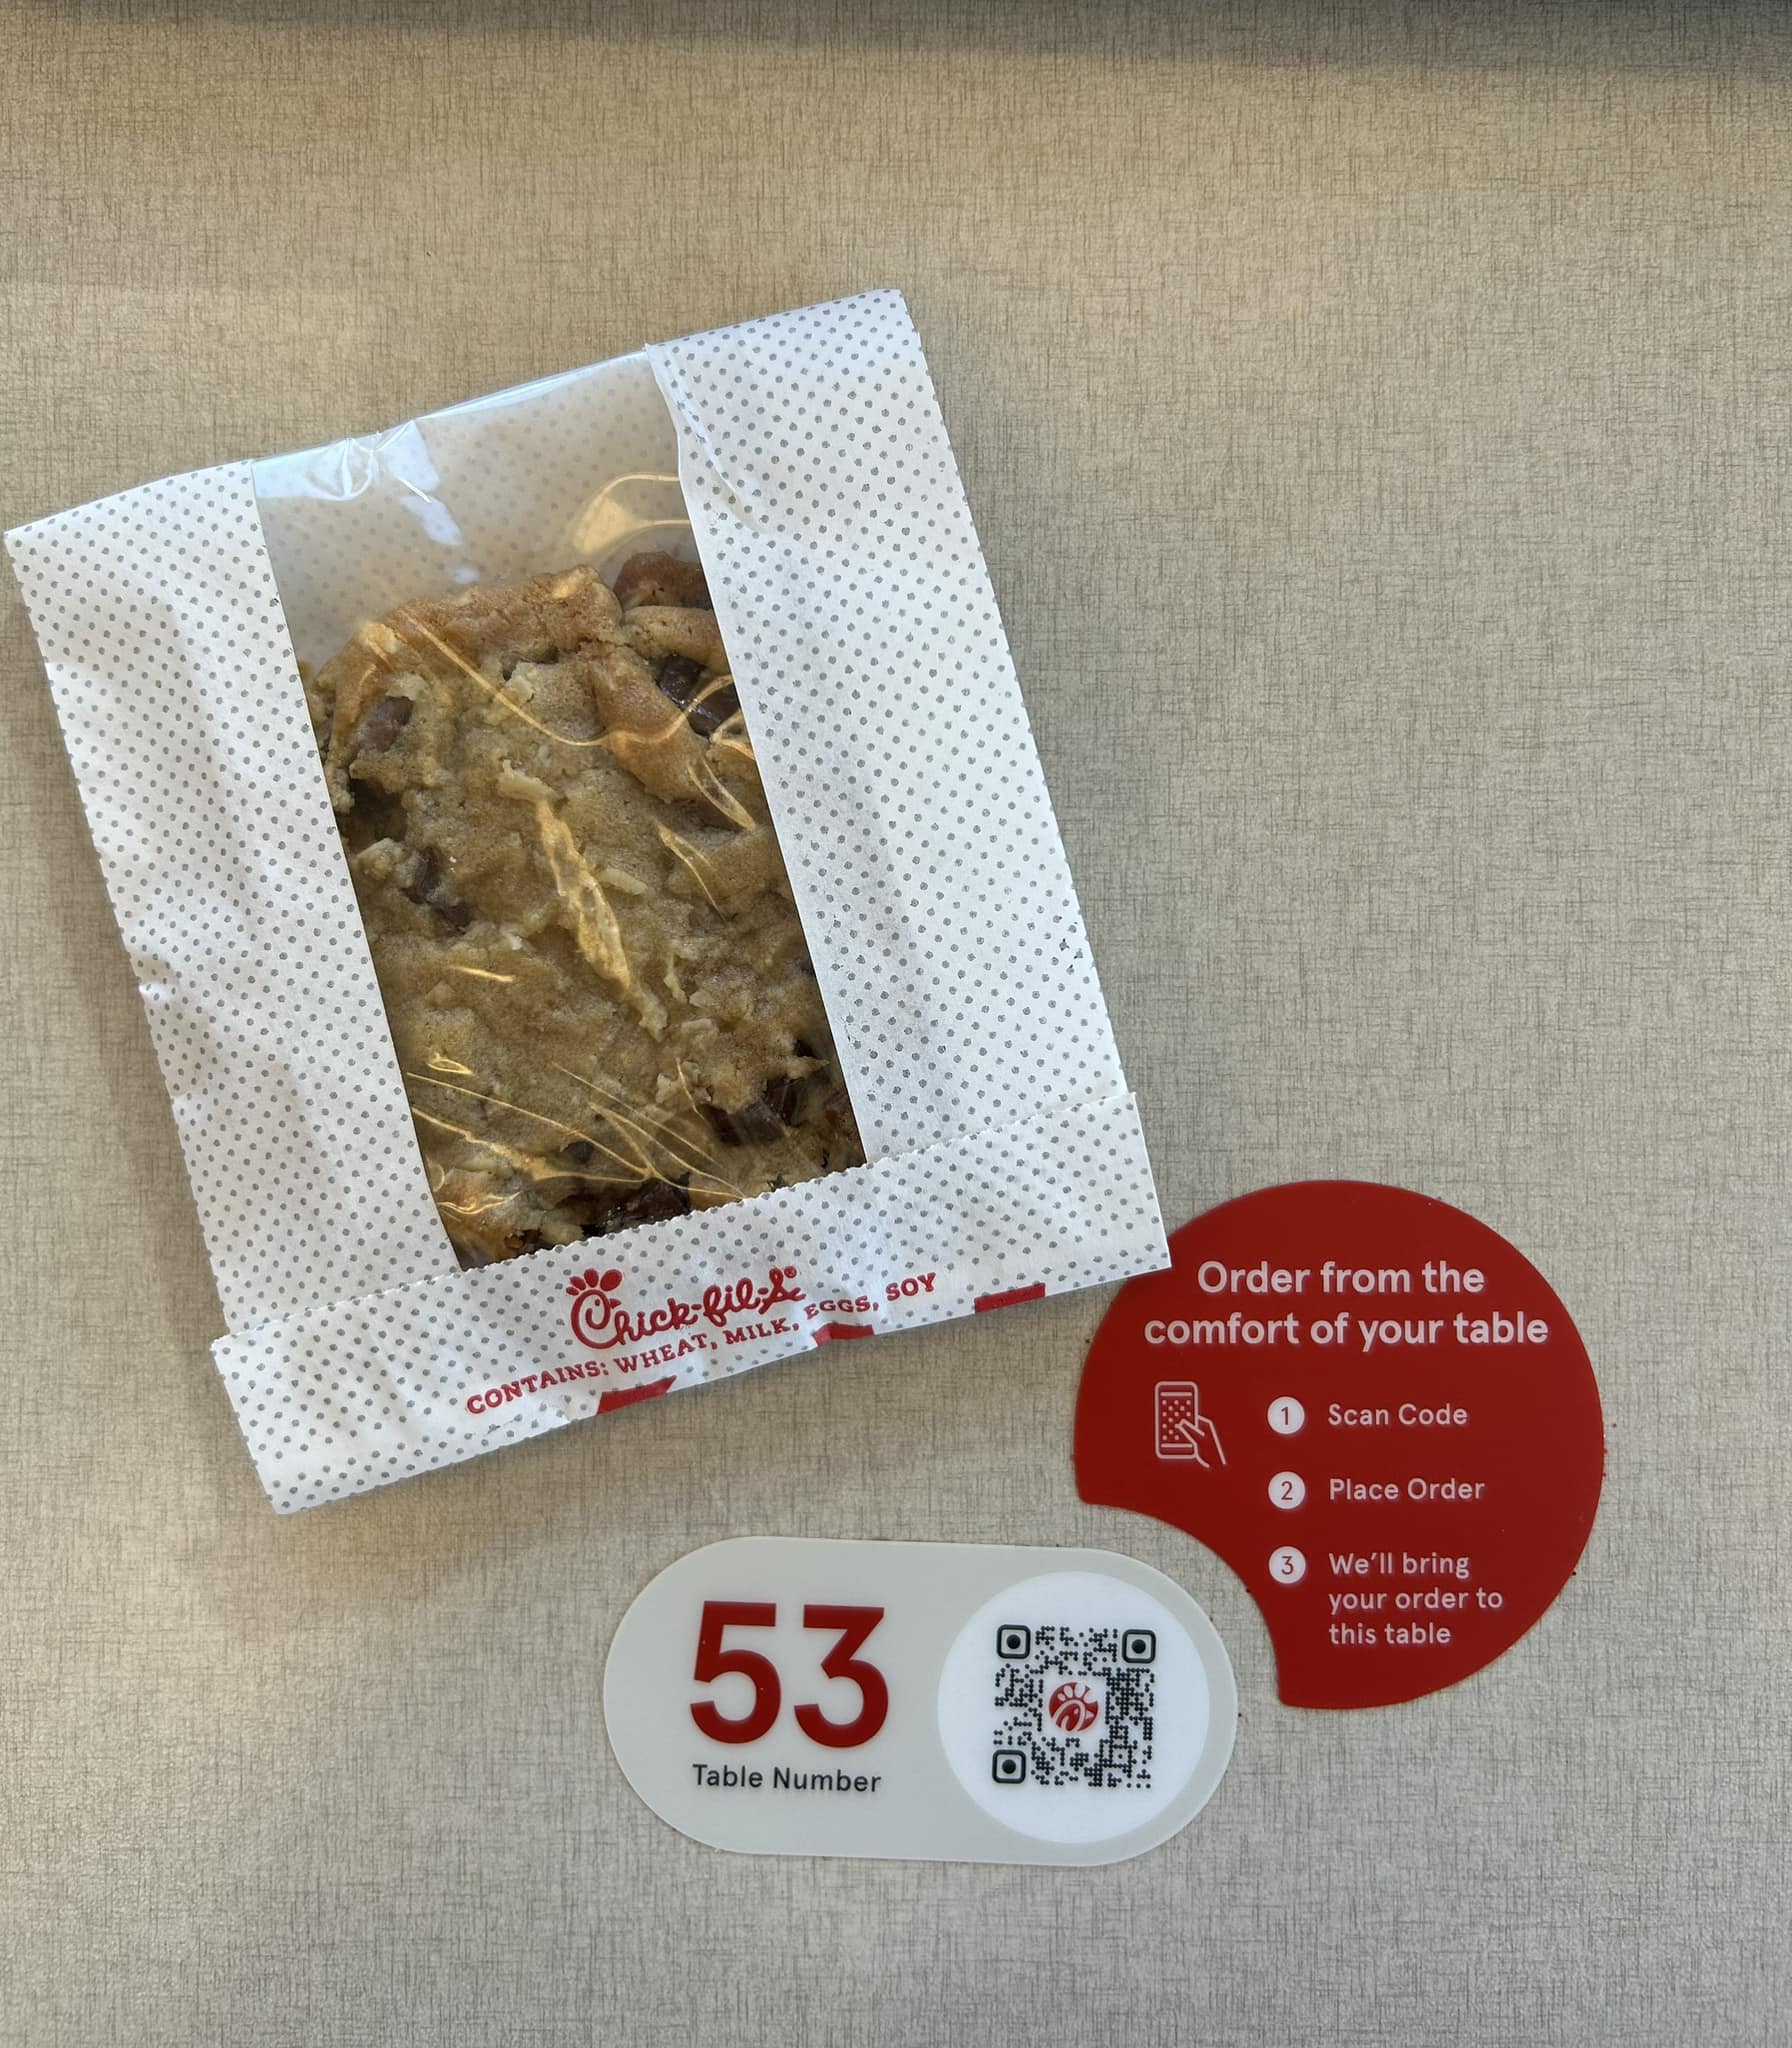 Chick-fil-A®
CONTAINS: WHEAT, MILK, EGGS, SOY
Order from the
comfort of your table
1 Scan Code
2 Place Order
3 We'll bring
your order to
this table
53
Table Number